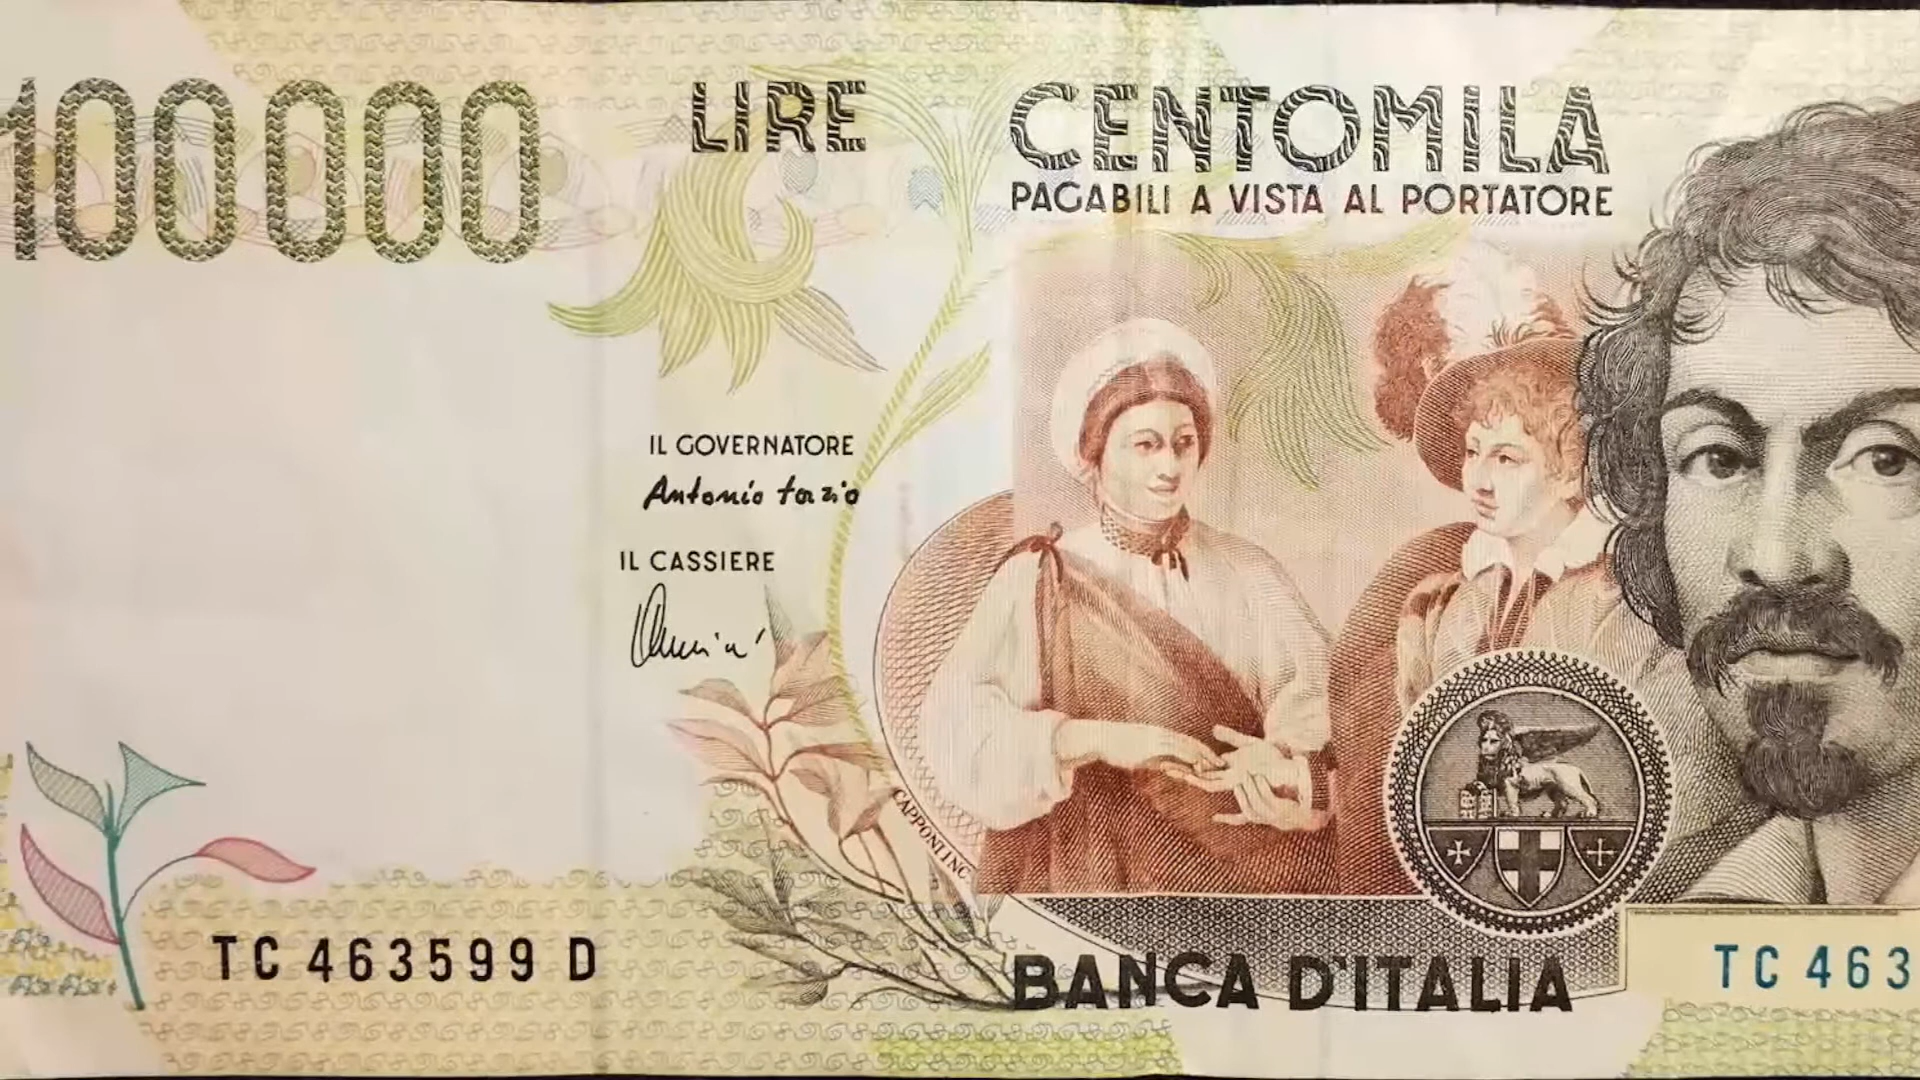 100000
LIRE CENTOMILA
PAGABILI A VISTA AL PORTATORE
IL GOVERNATORE
Antonio Fazio
IL CASSIERE
CAPPONI INC.
TC 463599 D
BANCA D'ITALIA
TC 463